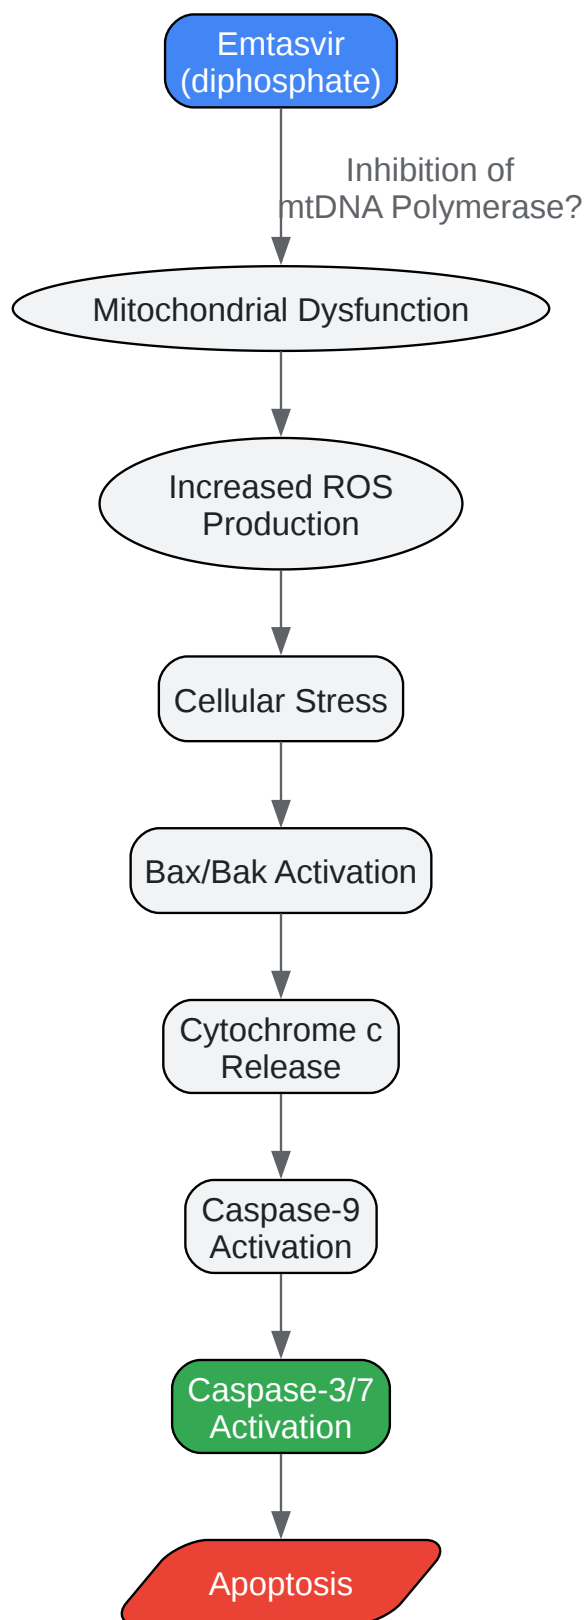 Emtasvir
(diphosphate)
Inhibition of
mtDNA Polymerase?
Mitochondrial Dysfunction
Increased ROS
Production
Cellular Stress
Bax/Bak Activation
Cytochrome c
Release
Caspase-9
Activation
Caspase-3/7
Activation
Apoptosis